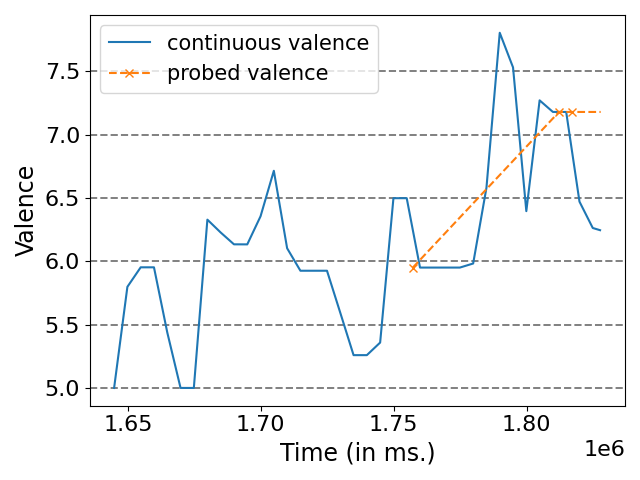 continuous valence
probed valence
7.5
7.0
6.5
6.0
5.5
5.0
Valence
1.65
1.70
1.75
1.80
1e6
Time (in ms.)